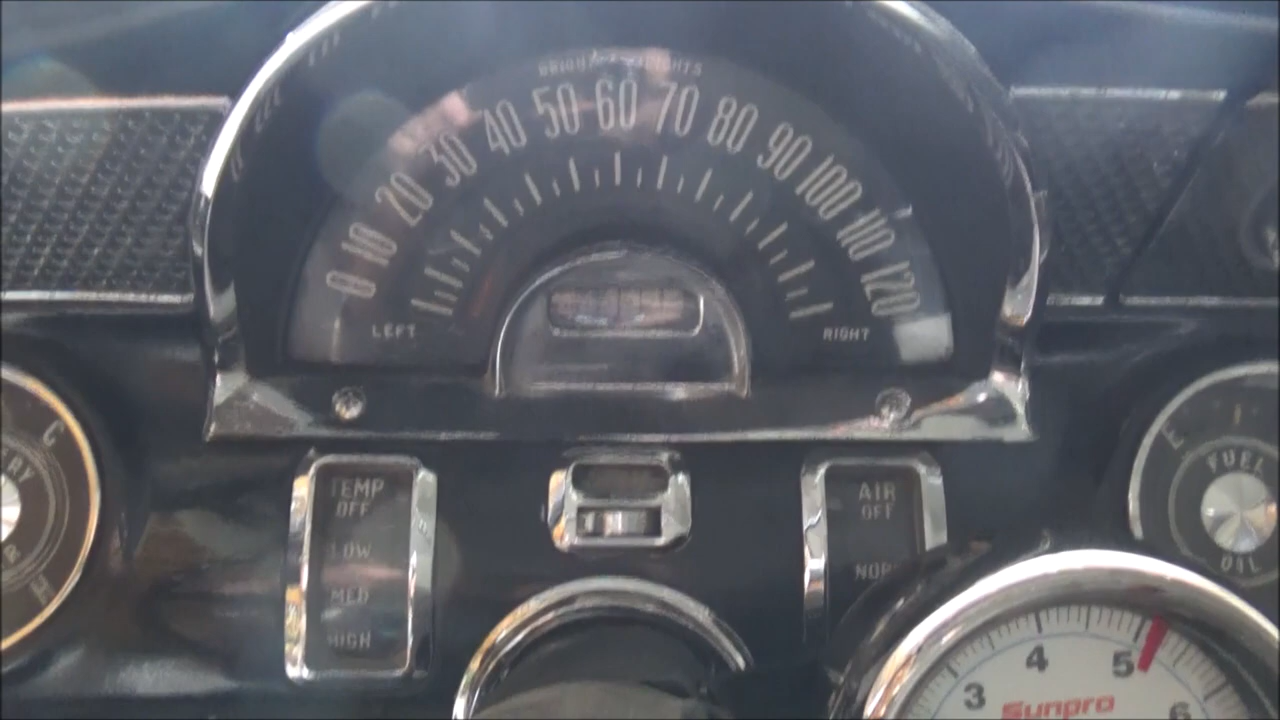 BRIGHT LIGHTS
0 10 20 30 40 50 60 70 80 90 100 110 120
LEFT
RIGHT
C
H
TEMP
OFF
LOW
MED
HIGH
AIR
OFF
E
FUEL
OIL
3 4 5 6
Sunpro